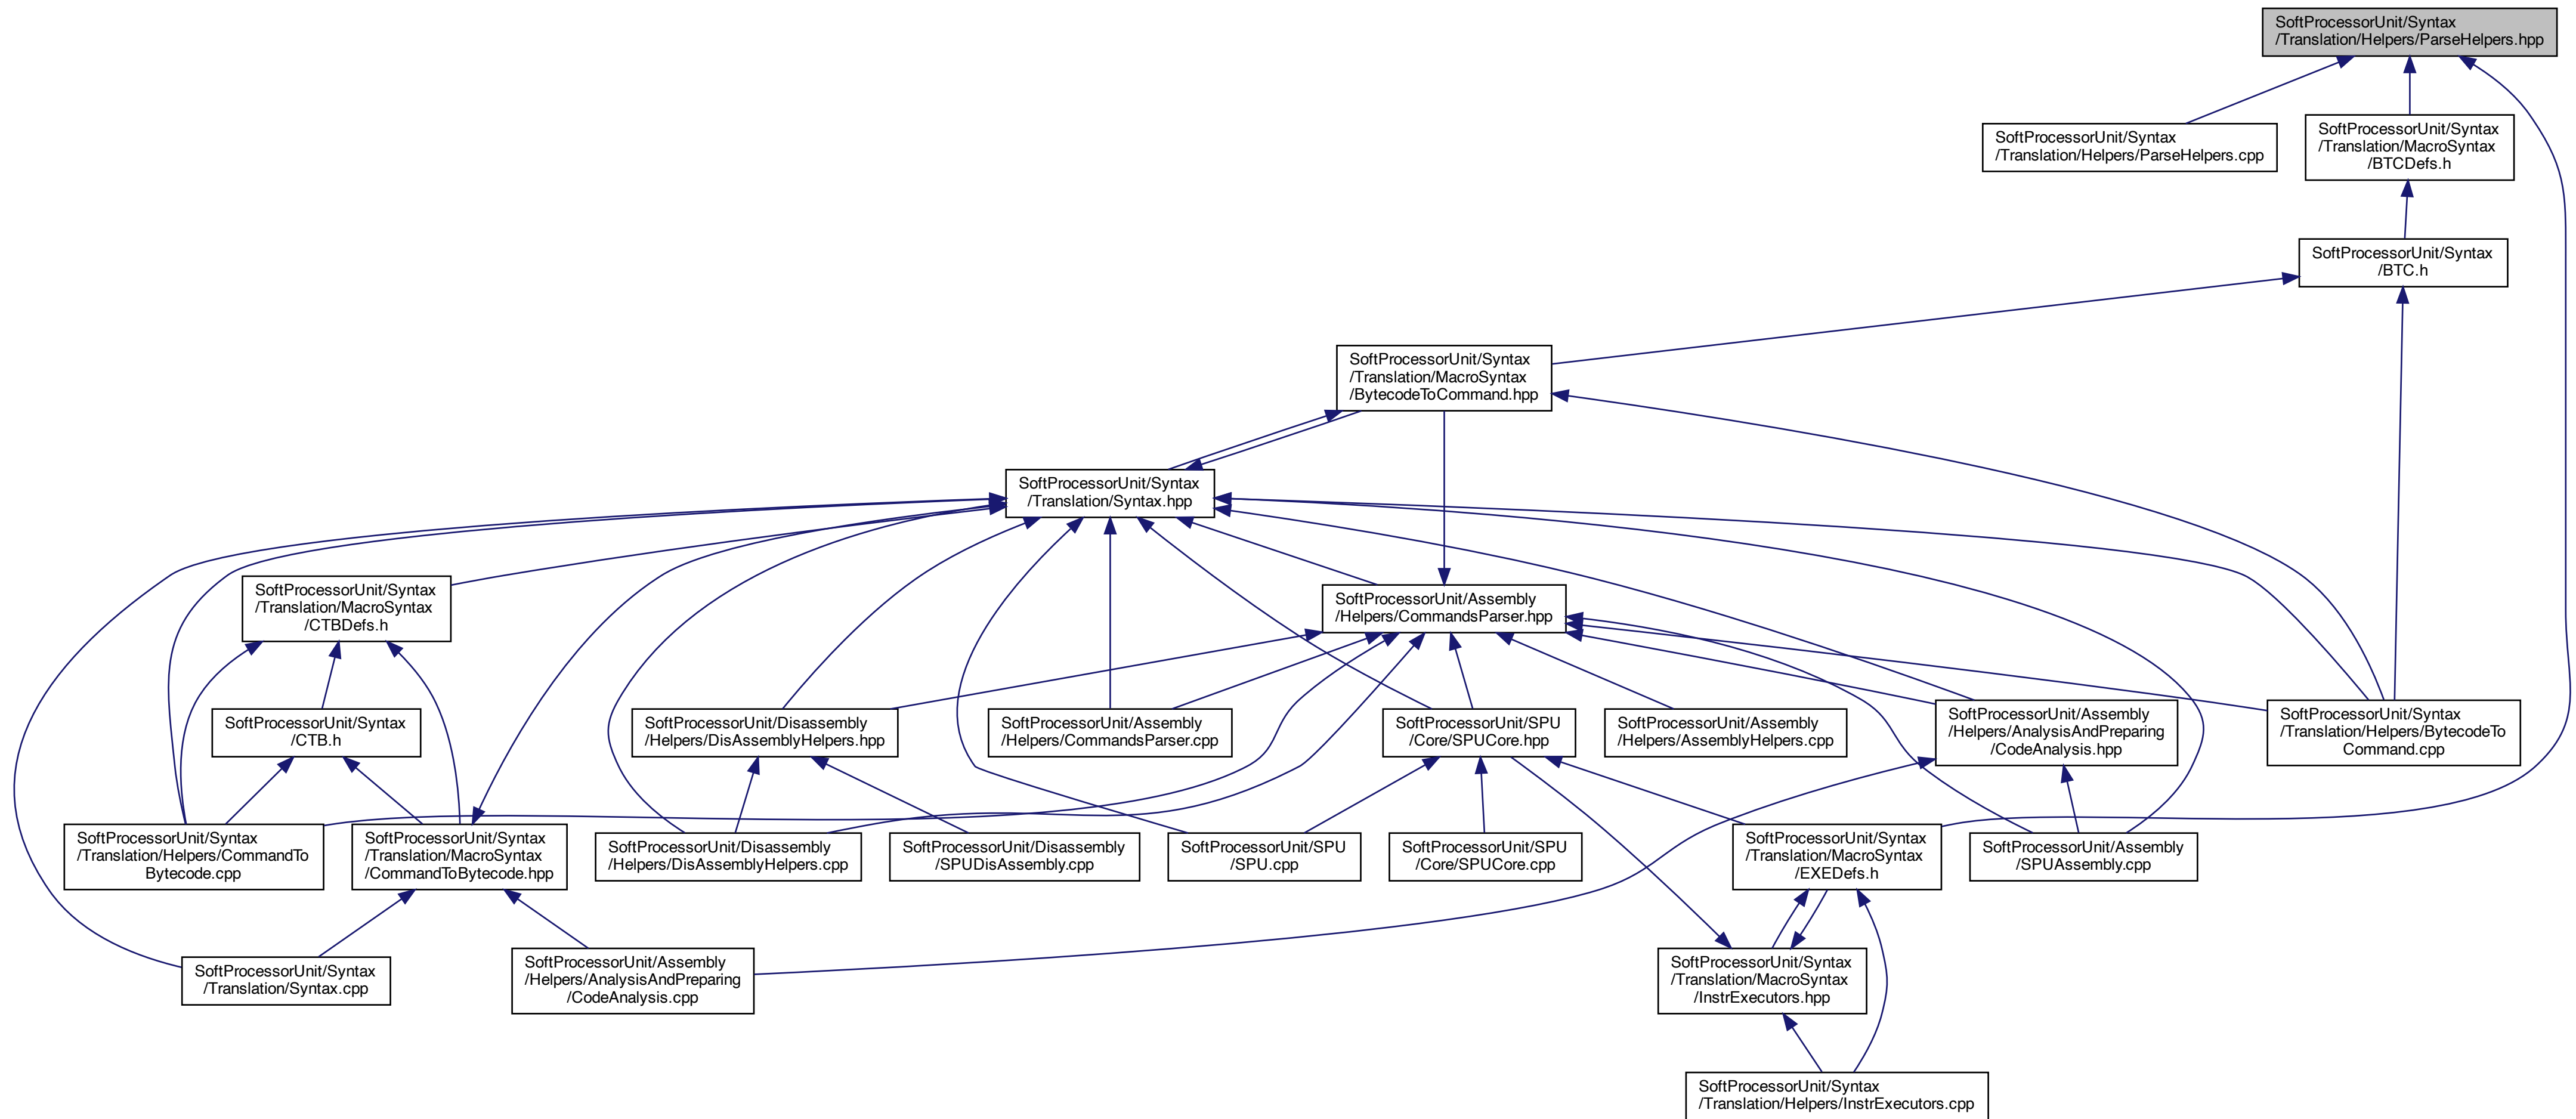 SoftProcessorUnit/Syntax
/Translation/Helpers/ParseHelpers.hpp
SoftProcessorUnit/Syntax
/Translation/Helpers/ParseHelpers.cpp
SoftProcessorUnit/Syntax
/Translation/MacroSyntax
/BTCDefs.h
SoftProcessorUnit/Syntax
/BTC.h
SoftProcessorUnit/Syntax
/Translation/MacroSyntax
/BytecodeToCommand.hpp
SoftProcessorUnit/Syntax
/Translation/Syntax.hpp
SoftProcessorUnit/Syntax
/Translation/MacroSyntax
/CTBDefs.h
SoftProcessorUnit/Assembly
/Helpers/CommandsParser.hpp
SoftProcessorUnit/Syntax
/CTB.h
SoftProcessorUnit/Disassembly
/Helpers/DisAssemblyHelpers.hpp
SoftProcessorUnit/Assembly
/Helpers/CommandsParser.cpp
SoftProcessorUnit/SPU
/Core/SPUCore.hpp
SoftProcessorUnit/Assembly
/Helpers/AssemblyHelpers.cpp
SoftProcessorUnit/Assembly
/Helpers/AnalysisAndPreparing
/CodeAnalysis.hpp
SoftProcessorUnit/Syntax
/Translation/Helpers/BytecodeTo
Command.cpp
SoftProcessorUnit/Syntax
/Translation/Helpers/CommandTo
Bytecode.cpp
SoftProcessorUnit/Syntax
/Translation/MacroSyntax
/CommandToBytecode.hpp
SoftProcessorUnit/Disassembly
/Helpers/DisAssemblyHelpers.cpp
SoftProcessorUnit/Disassembly
/SPUDisAssembly.cpp
SoftProcessorUnit/SPU
/SPU.cpp
SoftProcessorUnit/SPU
/Core/SPUCore.cpp
SoftProcessorUnit/Syntax
/Translation/MacroSyntax
/EXEDefs.h
SoftProcessorUnit/Assembly
/SPUAssembly.cpp
SoftProcessorUnit/Syntax
/Translation/Syntax.cpp
SoftProcessorUnit/Assembly
/Helpers/AnalysisAndPreparing
/CodeAnalysis.cpp
SoftProcessorUnit/Syntax
/Translation/MacroSyntax
/InstrExecutors.hpp
SoftProcessorUnit/Syntax
/Translation/Helpers/InstrExecutors.cpp